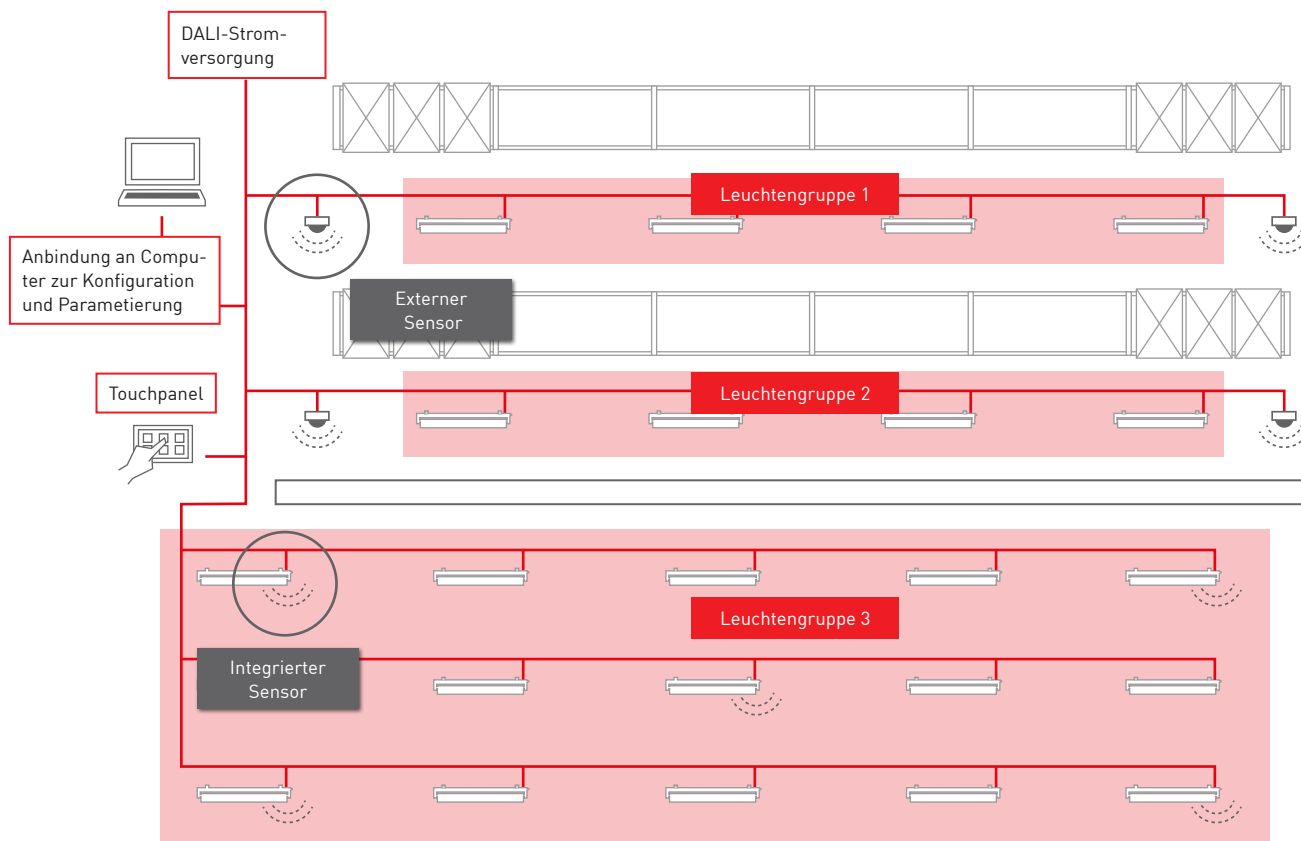 DALI-Strom-
versorgung
Leuchtengruppe 1
Anbindung an Compu-
ter zur Konfiguration
und Parametierung
Externer
Sensor
Touchpanel
Leuchtengruppe 2
Leuchtengruppe 3
Integrierter
Sensor